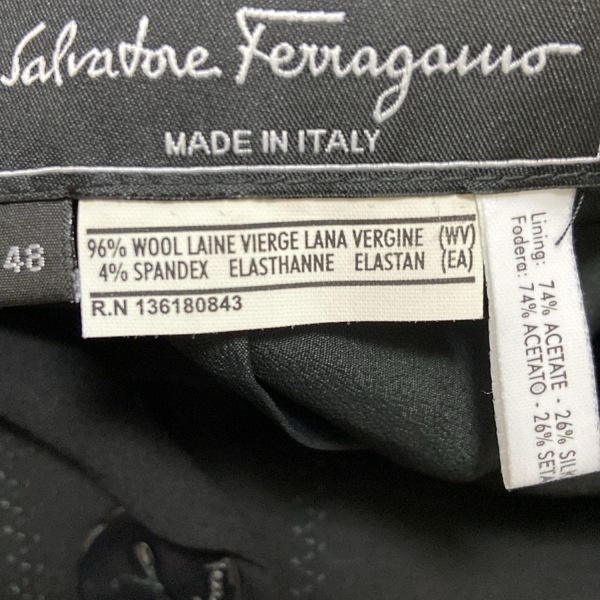 Salvatore Ferragamo
MADE IN ITALY
48
96% WOOL LAINE VIERGE LANA VERGINE (WV)
4% SPANDEX ELASTHANNE ELASTAN (EA)
R.N 136180843
Lining: 74% ACETATE - 26% SILK
Fodera: 74% ACETATO - 26% SETA